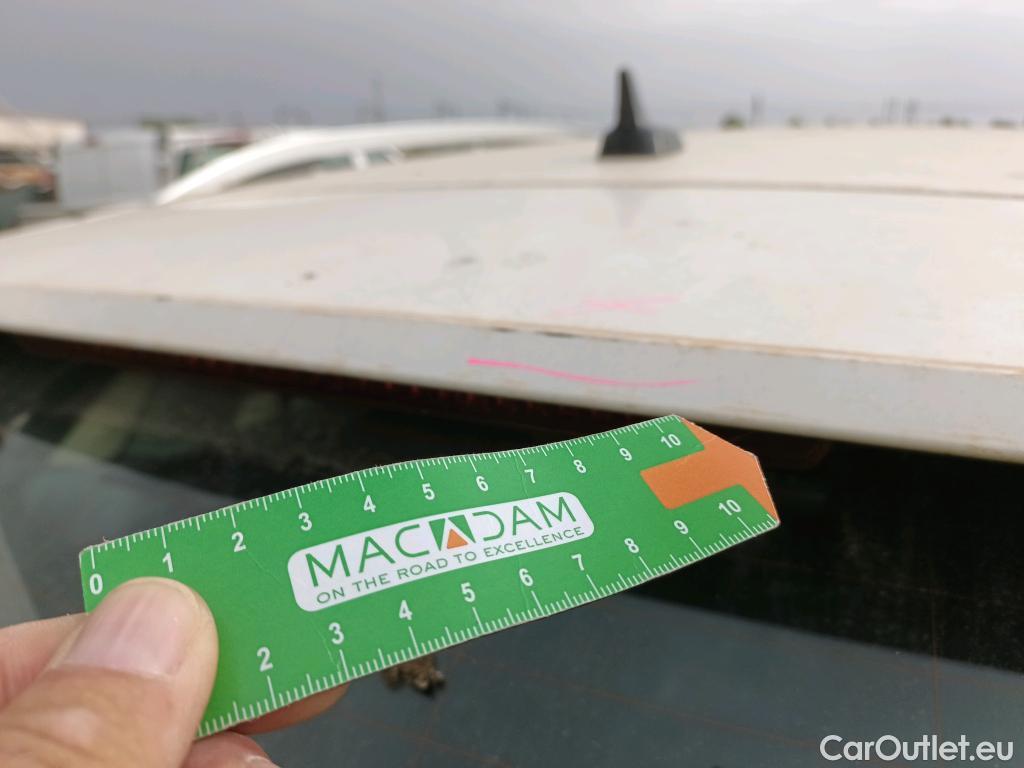 0 1 2 3 4 5 6 7 8 9 10
MACADAM
ON THE ROAD TO EXCELLENCE
2 3 4 5 6 7 8 9 10
CarOutlet.eu